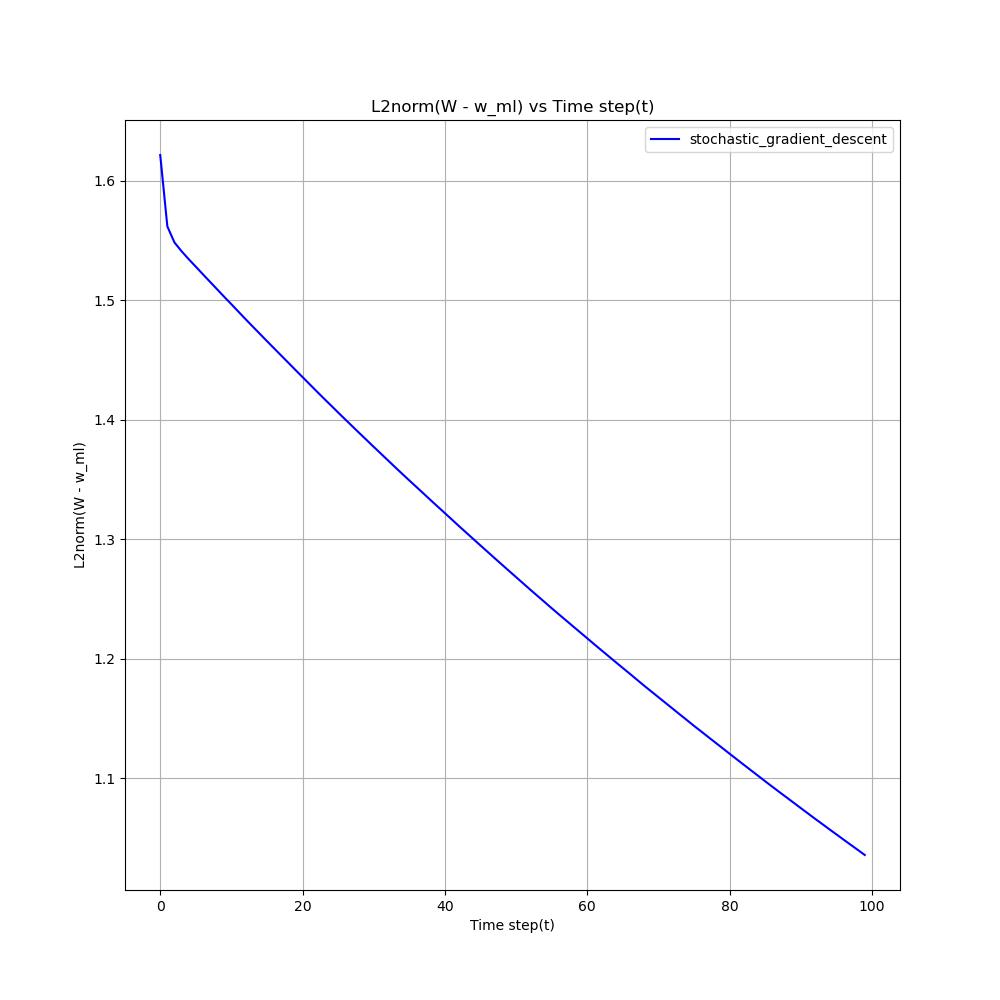 L2norm(W - w_ml) vs Time step(t)
stochastic_gradient_descent
1.6
1.5
1.4
1.3
1.2
1.1
L2norm(W - w_ml)
0 20 40 60 80 100
Time step(t)